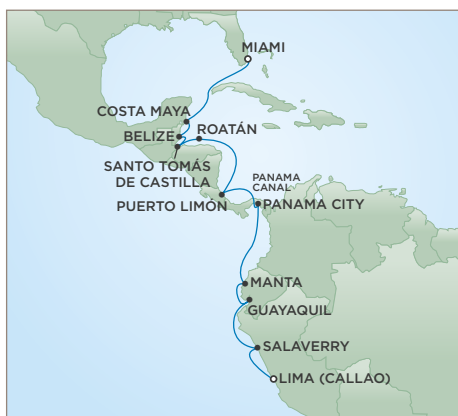 MIAMI
COSTA MAYA
ROATÁN
BELIZE
SANTO TOMÁS
DE CASTILLA
PUERTO LIMÓN
PANAMA
CANAL
PANAMA CITY
MANTA
GUAYAQUIL
SALAVERRY
LIMA (CALLAO)